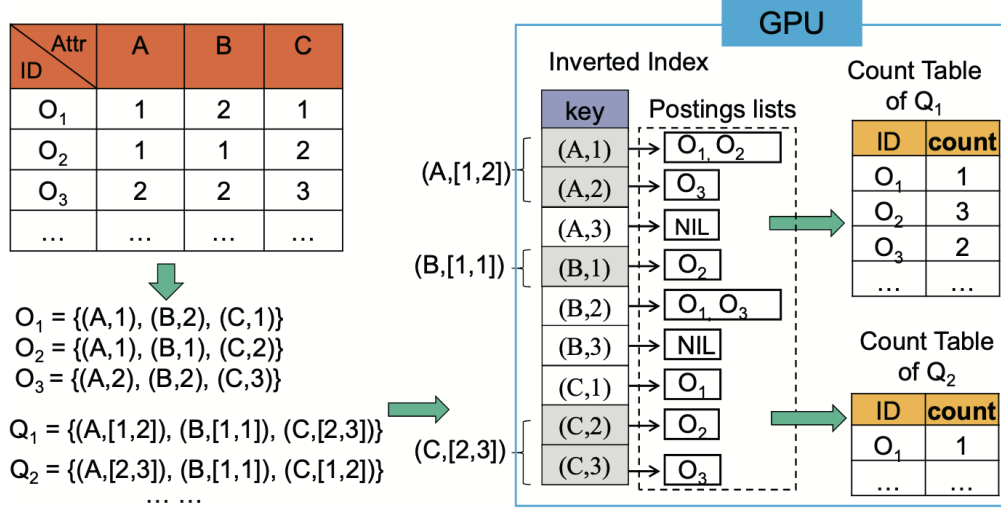 Attr
ID
A B C
O₁ 1 2 1
O₂ 1 1 2
O₃ 2 2 3
... ... ... ...
O₁ = {(A,1), (B,2), (C,1)}
O₂ = {(A,1), (B,1), (C,2)}
O₃ = {(A,2), (B,2), (C,3)}
Q₁ = {(A,[1,2]), (B,[1,1]), (C,[2,3])}
Q₂ = {(A,[2,3]), (B,[1,1]), (C,[1,2])}
... ...
GPU
Inverted Index
key
Postings lists
(A,[1,2])
(B,[1,1])
(C,[2,3])
(A,1) O₁, O₂
(A,2) O₃
(A,3) NIL
(B,1) O₂
(B,2) O₁, O₃
(B,3) NIL
(C,1) O₁
(C,2) O₂
(C,3) O₃
Count Table
of Q₁
ID count
O₁ 1
O₂ 3
O₃ 2
... ...
Count Table
of Q₂
ID count
O₁ 1
... ...